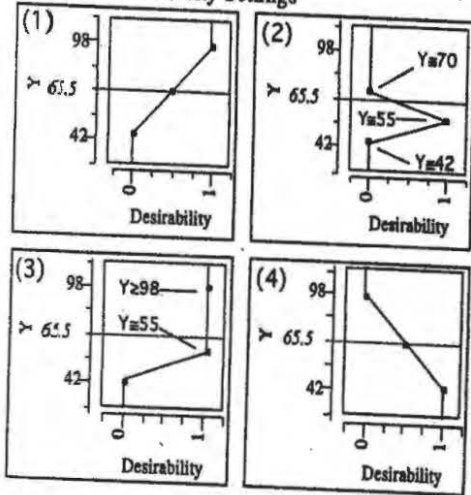 (1)
98
Y 65.5
42
0 1
Desirability
(2)
98
Y≅70
Y 65.5
Y≅55
42
Y≅42
0 1
Desirability
(3)
98
Y≥98
Y≅55
Y 65.5
42
0 1
Desirability
(4)
98
Y 65.5
42
0 1
Desirability